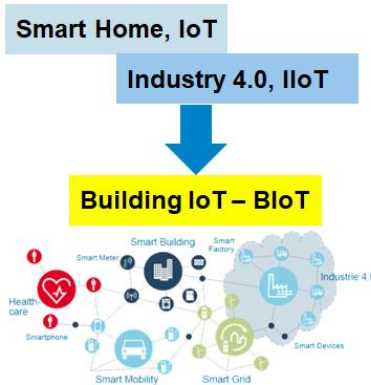 Smart Home, IoT
Industry 4.0, IIoT
Building IoT – BIoT
Smart Building
Smart
Factory
Smart Meter
Industrie 4.0
Health-
care
Smartphone
Smart Devices
Smart Mobility
Smart Grid